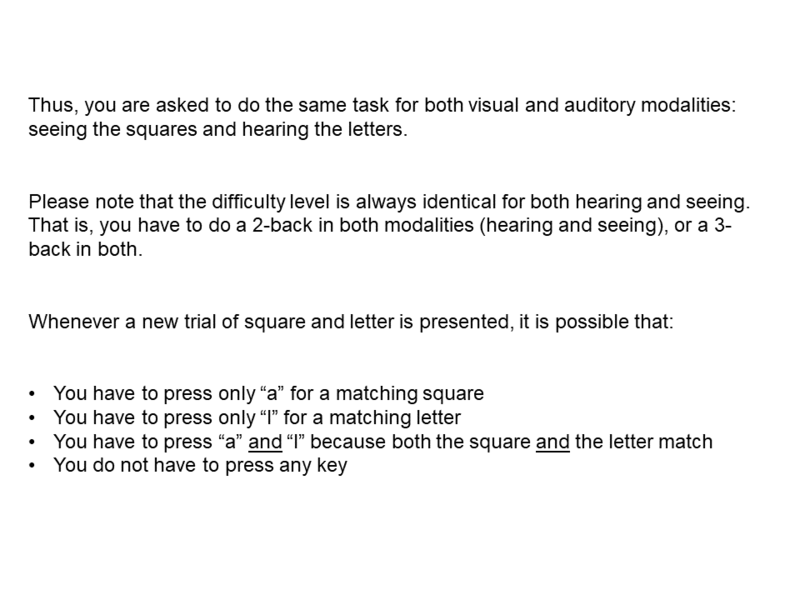 Thus, you are asked to do the same task for both visual and auditory modalities:
seeing the squares and hearing the letters.
Please note that the difficulty level is always identical for both hearing and seeing.
That is, you have to do a 2-back in both modalities (hearing and seeing), or a 3-
back in both.
Whenever a new trial of square and letter is presented, it is possible that:
• You have to press only “a” for a matching square
• You have to press only “l” for a matching letter
• You have to press “a” and “l” because both the square and the letter match
• You do not have to press any key